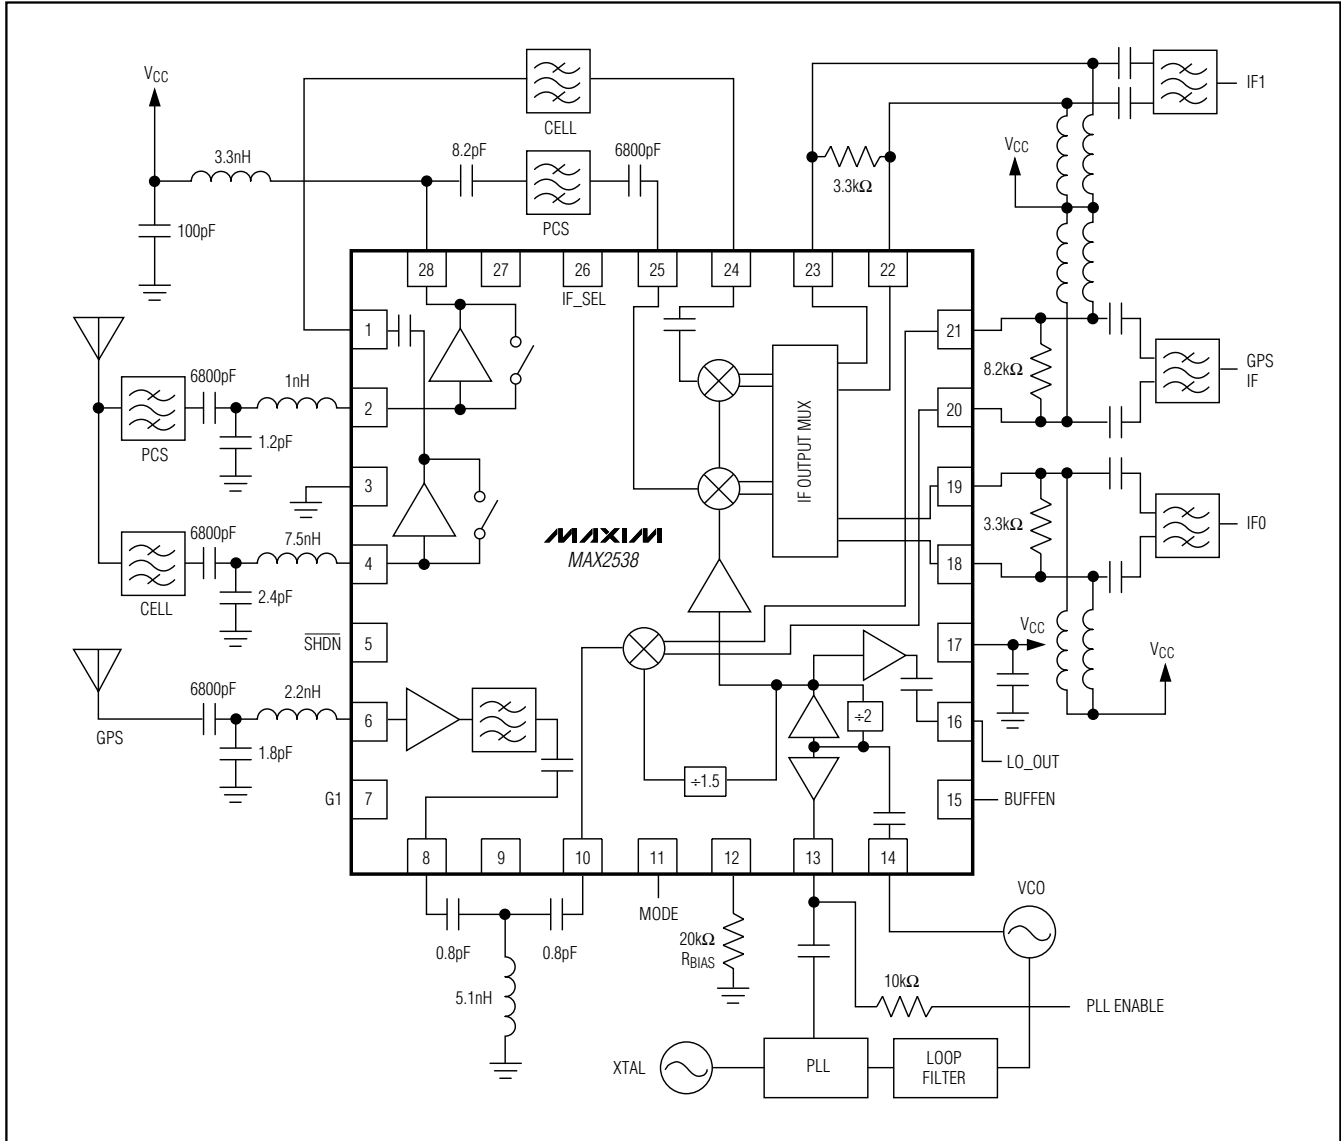 VCC
CELL
IF1
3.3nH
8.2pF
6800pF
VCC
3.3kΩ
100pF
PCS
28
27
26
25
24
23
22
IF_SEL
1
21
6800pF
1nH
8.2kΩ
GPS
IF
2
20
PCS
1.2pF
IF OUTPUT MUX
3
19
6800pF
7.5nH
MAXIM
MAX2538
3.3kΩ
IF0
4
18
CELL
2.4pF
SHDN
5
17
VCC
VCC
6800pF
2.2nH
6
÷2
16
GPS
1.8pF
LO_OUT
÷1.5
G1
7
15
BUFFEN
8
9
10
11
12
13
14
MODE
VCO
0.8pF
0.8pF
20kΩ
RBIAS
5.1nH
10kΩ
PLL ENABLE
XTAL
PLL
LOOP
FILTER